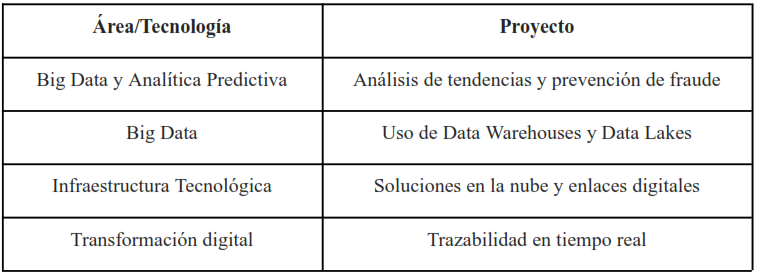 Área/Tecnología Proyecto
Big Data y Analítica Predictiva Análisis de tendencias y prevención de fraude
Big Data Uso de Data Warehouses y Data Lakes
Infraestructura Tecnológica Soluciones en la nube y enlaces digitales
Transformación digital Trazabilidad en tiempo real